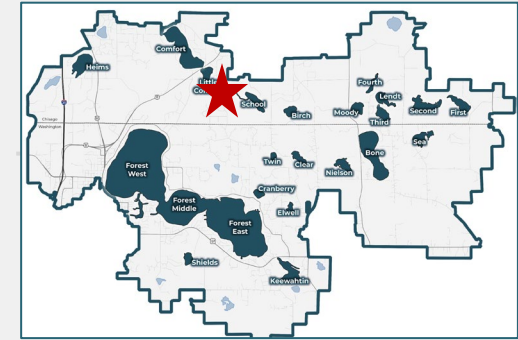 Comfort
Heims
Little
Co
School
Birch
Fourth
Lendt
Moody
Second
First
Third
Chisago
Washington
Sea
Bone
Forest
West
Twin
Clear
Nielson
Cranberry
Forest
Middle
Elwell
Forest
East
Shields
Keewahtin